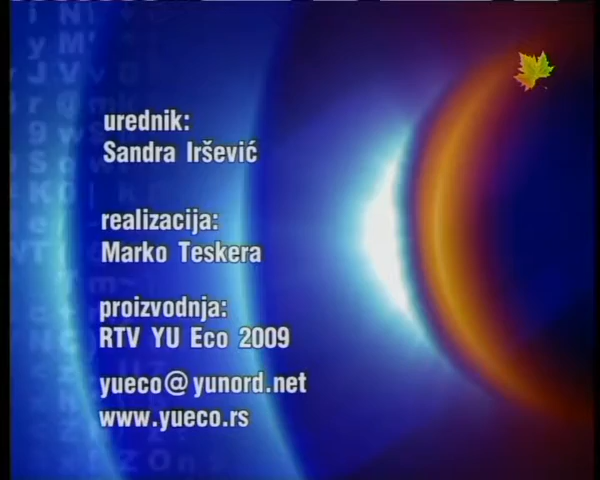 urednik:
Sandra Iršević
realizacija:
Marko Teskera
proizvodnja:
RTV YU Eco 2009
yueco@yunord.net
www.yueco.rs